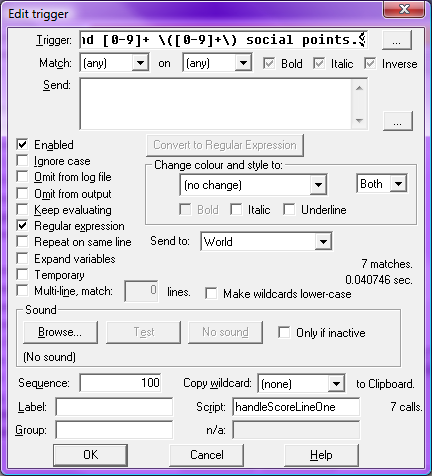 Edit trigger
Trigger: nd [0-9]+ \([0-9]+\) social points.$ ...
Match: (any) on (any) Bold Italic Inverse
Send:
...
Enabled Convert to Regular Expression
Ignore case
Change colour and style to:
Omit from log file
(no change) Both
Omit from output
Keep evaluating Bold Italic Underline
Regular expression
Repeat on same line Send to: World
Expand variables 7 matches.
Temporary 0.040746 sec.
Multi-line, match: 0 lines. Make wildcards lower-case
Sound
Browse... Test No sound Only if inactive
(No sound)
Sequence: 100 Copy wildcard: (none) to Clipboard.
Label: Script: handleScoreLineOne 7 calls.
Group: n/a:
OK Cancel Help